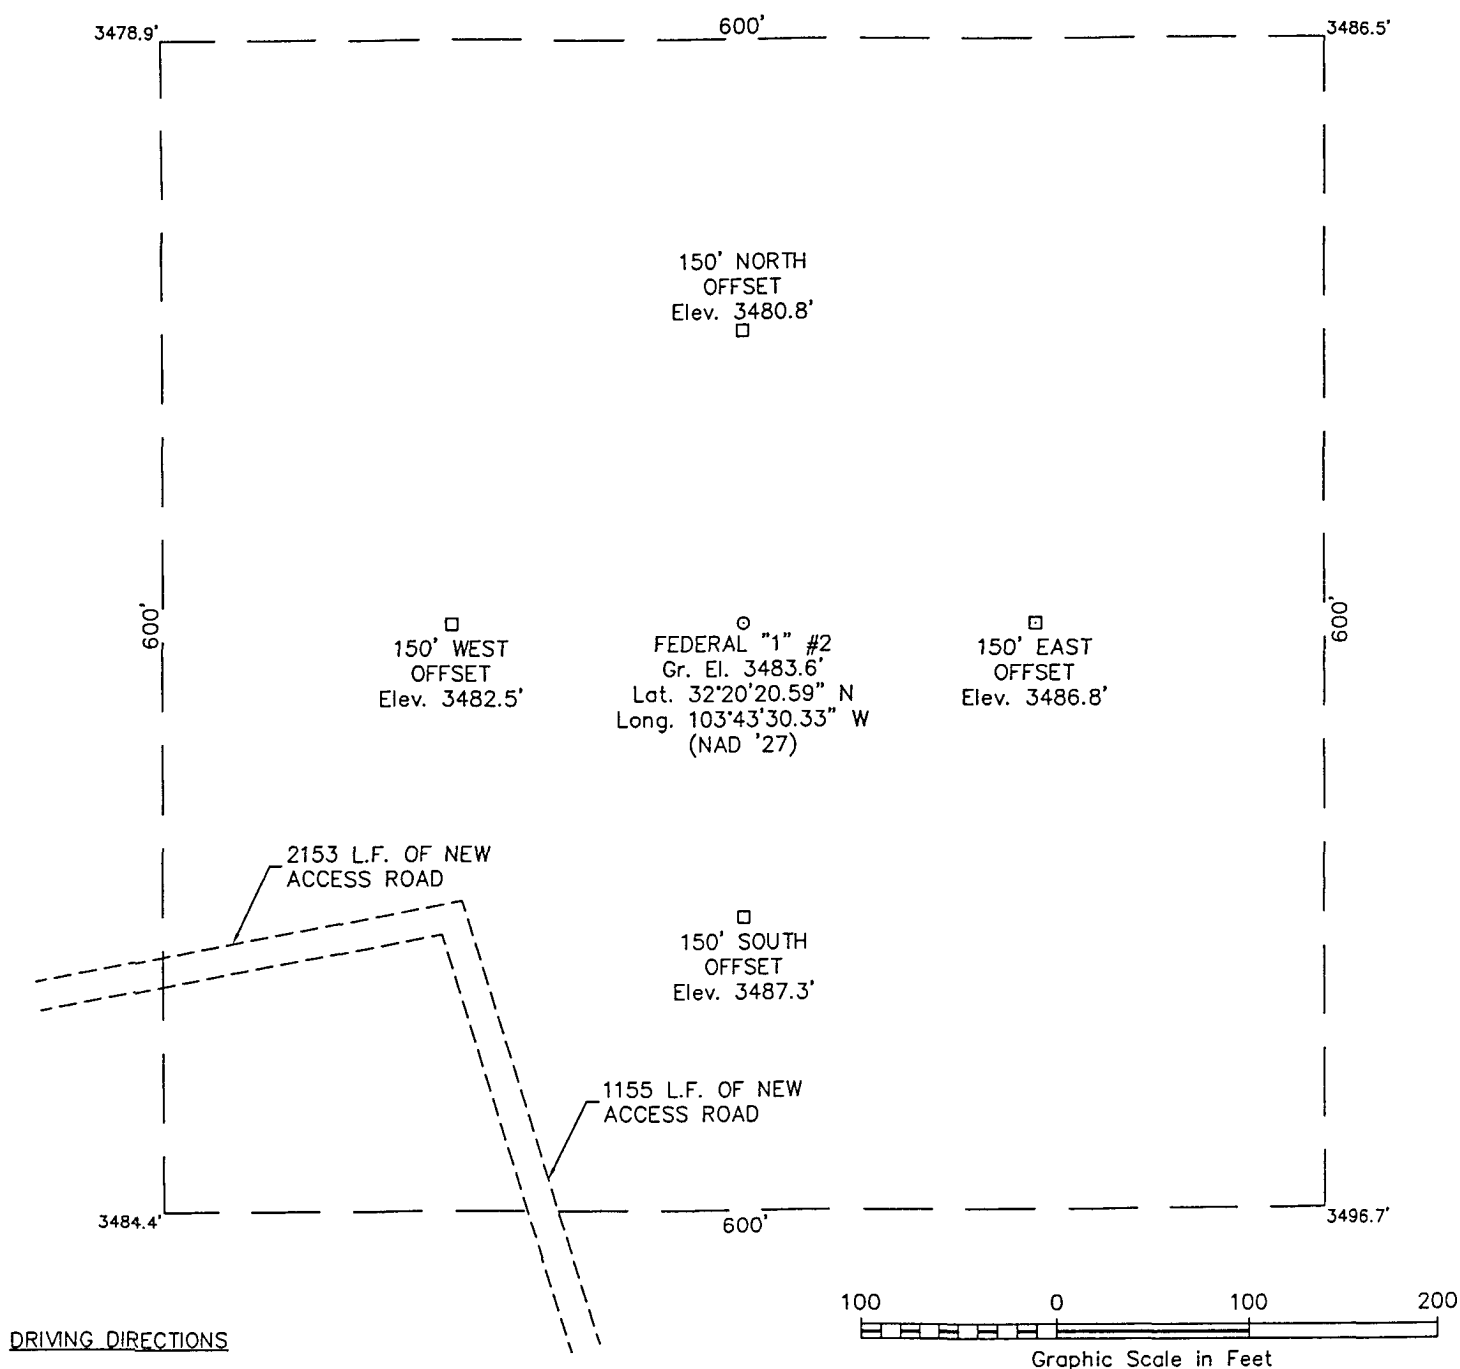 3478.9'
600'
3486.5'
150' NORTH
OFFSET
Elev. 3480.8'
600'
150' WEST
OFFSET
Elev. 3482.5'
FEDERAL "1" #2
Gr. El. 3483.6'
Lat. 32°20'20.59" N
Long. 103°43'30.33" W
(NAD '27)
150' EAST
OFFSET
Elev. 3486.8'
600'
2153 L.F. OF NEW
ACCESS ROAD
150' SOUTH
OFFSET
Elev. 3487.3'
1155 L.F. OF NEW
ACCESS ROAD
3484.4'
600'
3496.7'
DRIVING DIRECTIONS
100 0 100 200
Graphic Scale in Feet